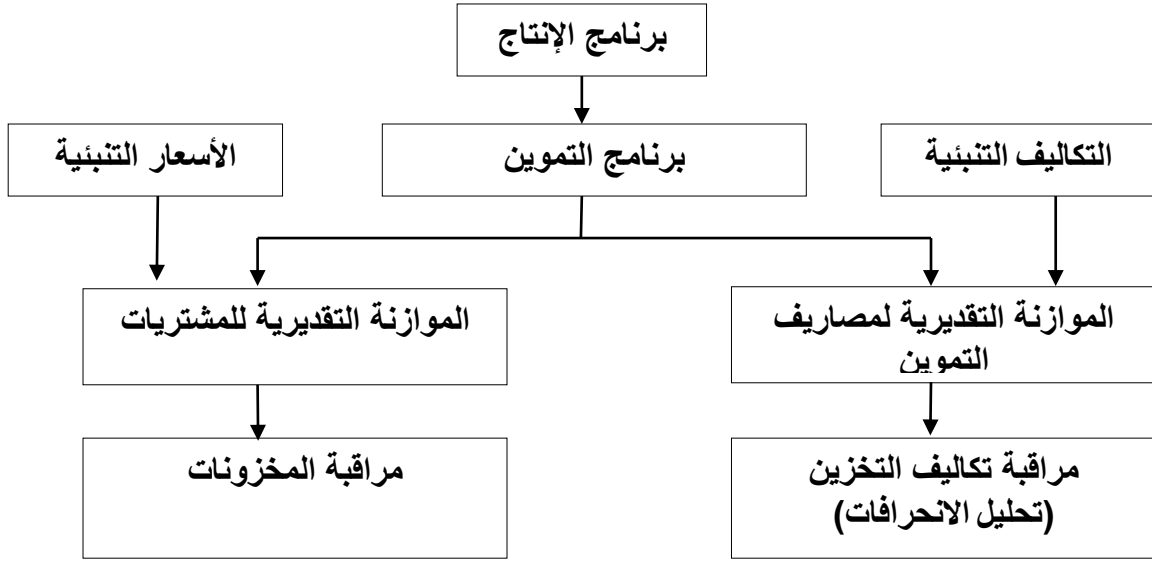 برنامج الإنتاج
التكاليف التنبئية
برنامج التموين
الأسعار التنبئية
الموازنة التقديرية لمصاريف
التموين
الموازنة التقديرية للمشتريات
مراقبة تكاليف التخزين
(تحليل الانحرافات)
مراقبة المخزونات